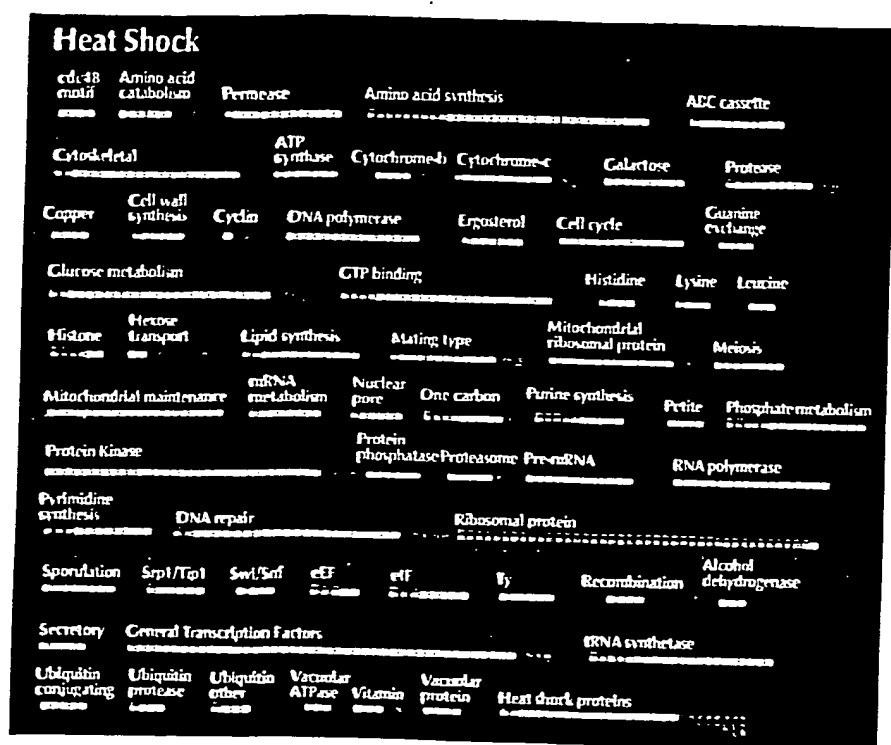 Heat Shock
cdc48 motif
Amino acid catabolism
Permease
Amino acid synthesis
ABC cassette
Cytoskeletal
ATP synthase
Cytochrome-b
Cytochrome-c
Galactose
Protease
Copper
Cell wall synthesis
Cyclin
DNA polymerase
Ergosterol
Cell cycle
Guanine exchange
Glucose metabolism
GTP binding
Histidine
Lysine
Leucine
Histone
Hexose transport
Lipid synthesis
Mating type
Mitochondrial ribosomal protein
Meiosis
Mitochondrial maintenance
mRNA metabolism
Nuclear pore
One carbon
Purine synthesis
Petite
Phosphate metabolism
Protein Kinase
Protein phosphatase
Proteasome
Pre-mRNA
RNA polymerase
Pyrimidine synthesis
DNA repair
Ribosomal protein
Sporulation
Srp1/Tip1
Swi/Snf
eEF
eIF
Ty
Recombination
Alcohol dehydrogenase
Secretory
General Transcription Factors
tRNA synthetase
Ubiquitin conjugating
Ubiquitin protease
Ubiquitin other
Vacuolar ATPase
Vitamin
Vacuolar protein
Heat shock proteins